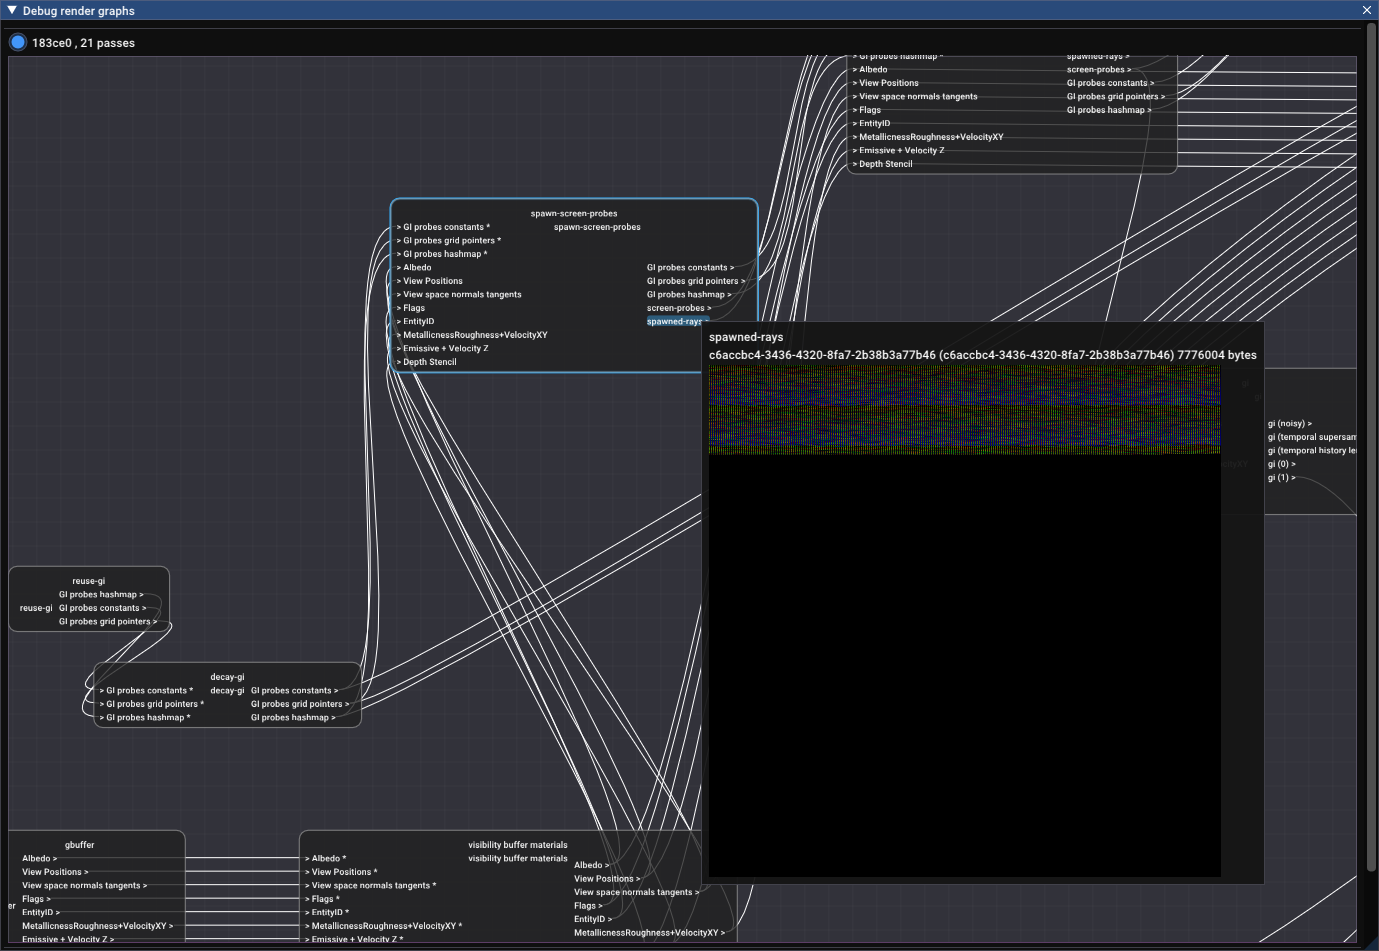 Debug render graphs
183ce0 , 21 passes
> GI probes hashmap *
spawned-rays >
> Albedo
screen-probes >
> View Positions
GI probes constants >
> View space normals tangents
GI probes grid pointers >
> Flags
GI probes hashmap >
> EntityID
> MetallicnessRoughness+VelocityXY
> Emissive + Velocity Z
> Depth Stencil
spawn-screen-probes
> GI probes constants *
spawn-screen-probes
> GI probes grid pointers *
> GI probes hashmap *
> Albedo
GI probes constants >
> View Positions
GI probes grid pointers >
> View space normals tangents
GI probes hashmap >
> Flags
screen-probes >
> EntityID
spawned-rays >
> MetallicnessRoughness+VelocityXY
> Emissive + Velocity Z
> Depth Stencil
spawned-rays
c6accbc4-3436-4320-8fa7-2b38b3a77b46 (c6accbc4-3436-4320-8fa7-2b38b3a77b46) 7776004 bytes
gi (noisy) >
gi (temporal supersam
gi (temporal history le
gi (0) >
gi (1) >
reuse-gi
GI probes hashmap >
reuse-gi
GI probes constants >
GI probes grid pointers >
decay-gi
> GI probes constants *
decay-gi
GI probes constants >
> GI probes grid pointers *
GI probes grid pointers >
> GI probes hashmap *
GI probes hashmap >
gbuffer
Albedo >
View Positions >
View space normals tangents >
Flags >
er
EntityID >
MetallicnessRoughness+VelocityXY >
Emissive + Velocity Z >
visibility buffer materials
> Albedo *
visibility buffer materials
> View Positions *
> View space normals tangents *
> Flags *
> EntityID *
> MetallicnessRoughness+VelocityXY *
> Emissive + Velocity Z *
Albedo >
View Positions >
View space normals tangents >
Flags >
EntityID >
MetallicnessRoughness+VelocityXY >